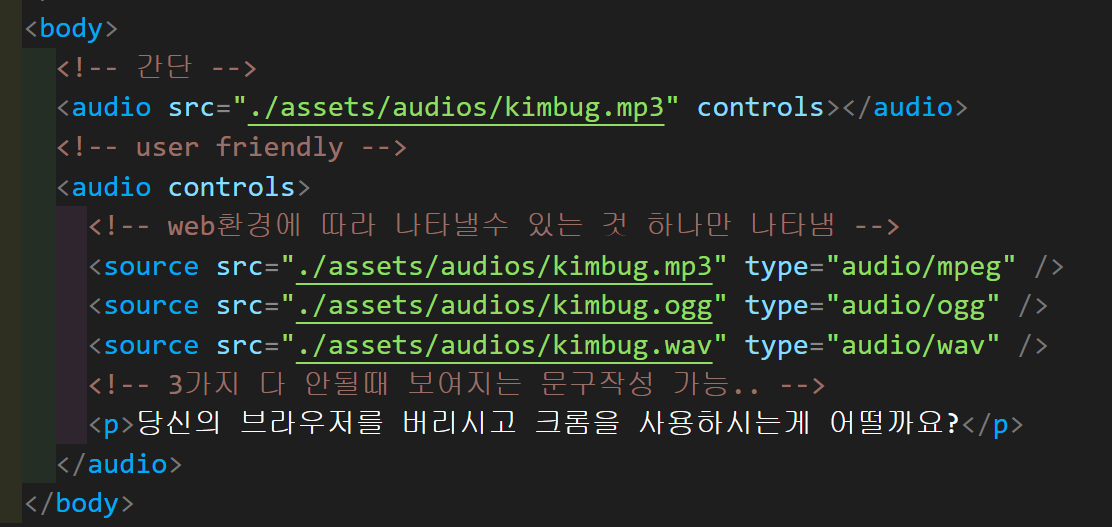 <body>
<!-- 간단 -->
<audio src="./assets/audios/kimbug.mp3" controls></audio>
<!-- user friendly -->
<audio controls>
<!-- web환경에 따라 나타낼수 있는 것 하나만 나타냄 -->
<source src="./assets/audios/kimbug.mp3" type="audio/mpeg" />
<source src="./assets/audios/kimbug.ogg" type="audio/ogg" />
<source src="./assets/audios/kimbug.wav" type="audio/wav" />
<!-- 3가지 다 안될때 보여지는 문구작성 가능.. -->
<p>당신의 브라우저를 버리시고 크롬을 사용하시는게 어떨까요?</p>
</audio>
</body>